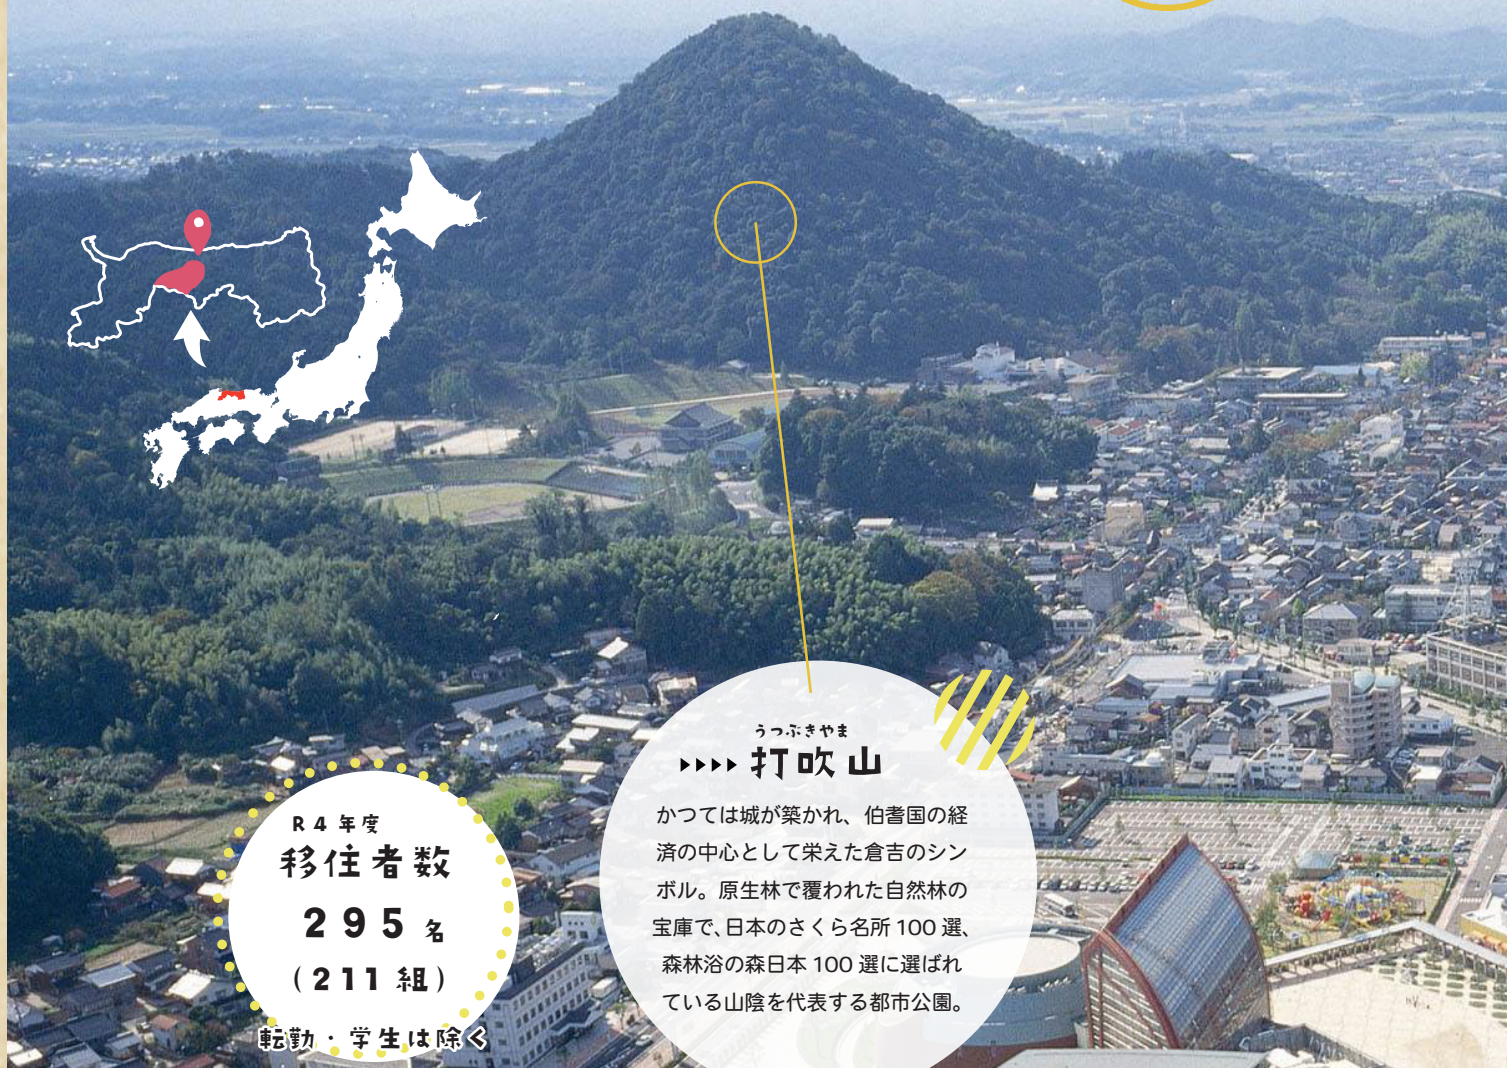 R4年度
移住者数
295名
(211組)
転勤・学生は除く
うつぶきやま
打吹山
かつては城が築かれ、伯耆国の経
済の中心として栄えた倉吉のシン
ボル。原生林で覆われた自然林の
宝庫で、日本のさくら名所100選、
森林浴の森日本100選に選ばれ
ている山陰を代表する都市公園。